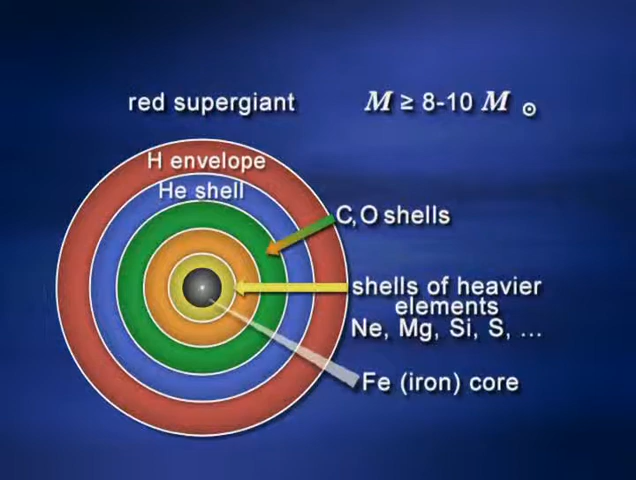 red supergiant
M ≥ 8-10 M ⊙
H envelope
He shell
C,O shells
shells of heavier
elements
Ne, Mg, Si, S, ...
Fe (iron) core